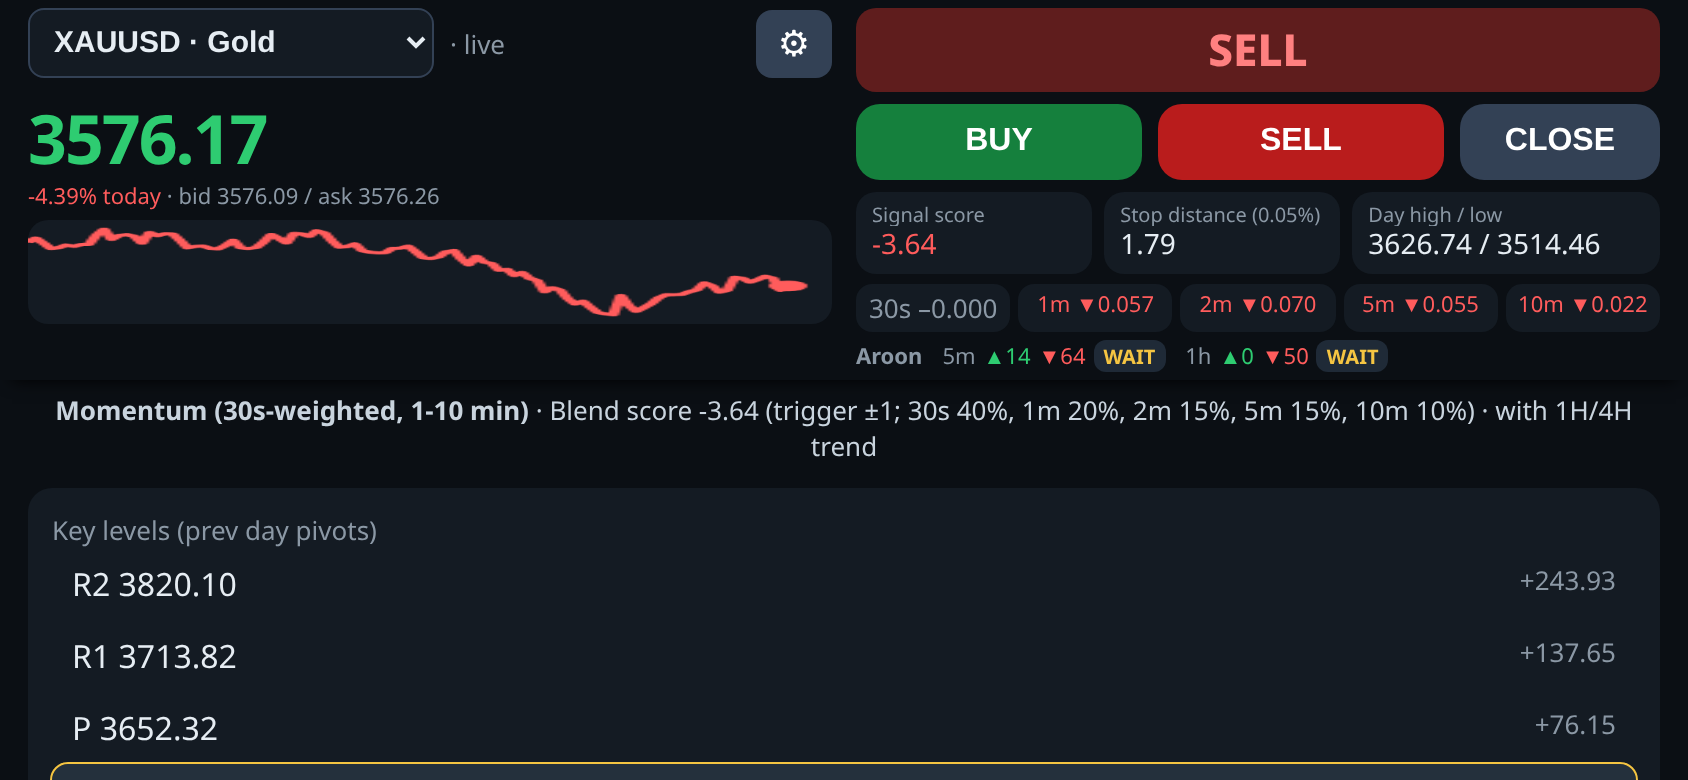 XAUUSD · Gold
· live
⚙
3576.17
-4.39% today · bid 3576.09 / ask 3576.26
SELL
BUY
SELL
CLOSE
Signal score
-3.64
Stop distance (0.05%)
1.79
Day high / low
3626.74 / 3514.46
30s –0.000
1m ▼0.057
2m ▼0.070
5m ▼0.055
10m ▼0.022
Aroon 5m ▲14 ▼64 WAIT 1h ▲0 ▼50 WAIT
Momentum (30s-weighted, 1-10 min) · Blend score -3.64 (trigger ±1; 30s 40%, 1m 20%, 2m 15%, 5m 15%, 10m 10%) · with 1H/4H
trend
Key levels (prev day pivots)
R2 3820.10 +243.93
R1 3713.82 +137.65
P 3652.32 +76.15